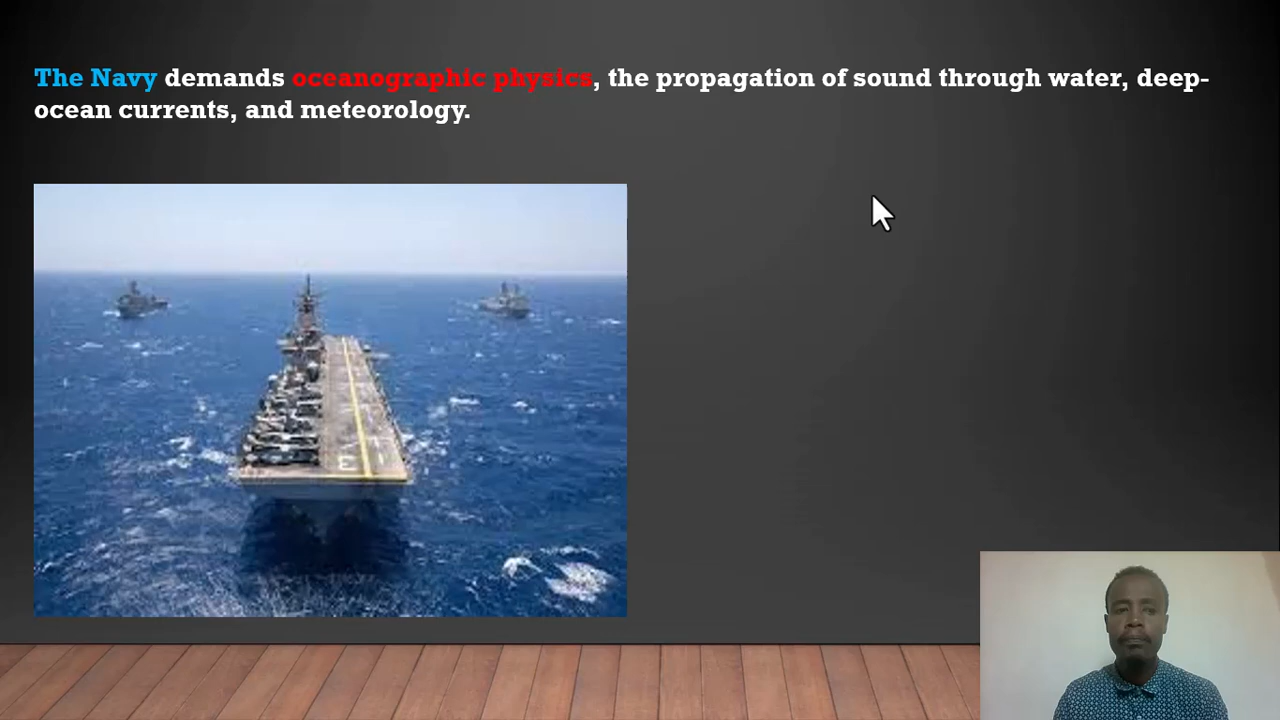 The Navy demands oceanographic physics, the propagation of sound through water, deep-
ocean currents, and meteorology.